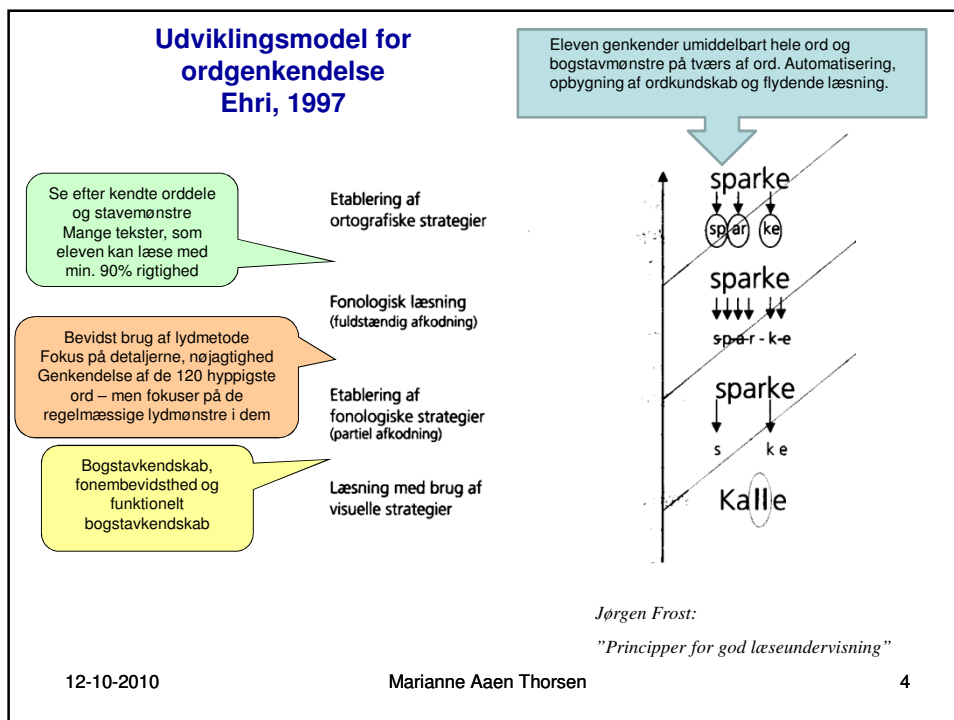 Udviklingsmodel for
ordgenkendelse
Ehri, 1997
Eleven genkender umiddelbart hele ord og
bogstavmønstre på tværs af ord. Automatisering,
opbygning af ordkundskab og flydende læsning.
Se efter kendte orddele
og stavemønstre
Mange tekster, som
eleven kan læse med
min. 90% rigtighed
Etablering af
ortografiske strategier
sparke
sp ar ke
Fonologisk læsning
(fuldstændig afkodning)
sparke
s-p-a-r - k-e
Bevidst brug af lydmetode
Fokus på detaljerne, nøjagtighed
Genkendelse af de 120 hyppigste
ord – men fokuser på de
regelmæssige lydmønstre i dem
Etablering af
fonologiske strategier
(partiel afkodning)
sparke
s k e
Bogstavkendskab,
fonembevidsthed og
funktionelt
bogstavkendskab
Læsning med brug af
visuelle strategier
Kalle
Jørgen Frost:
”Principper for god læseundervisning”
12-10-2010 Marianne Aaen Thorsen 4